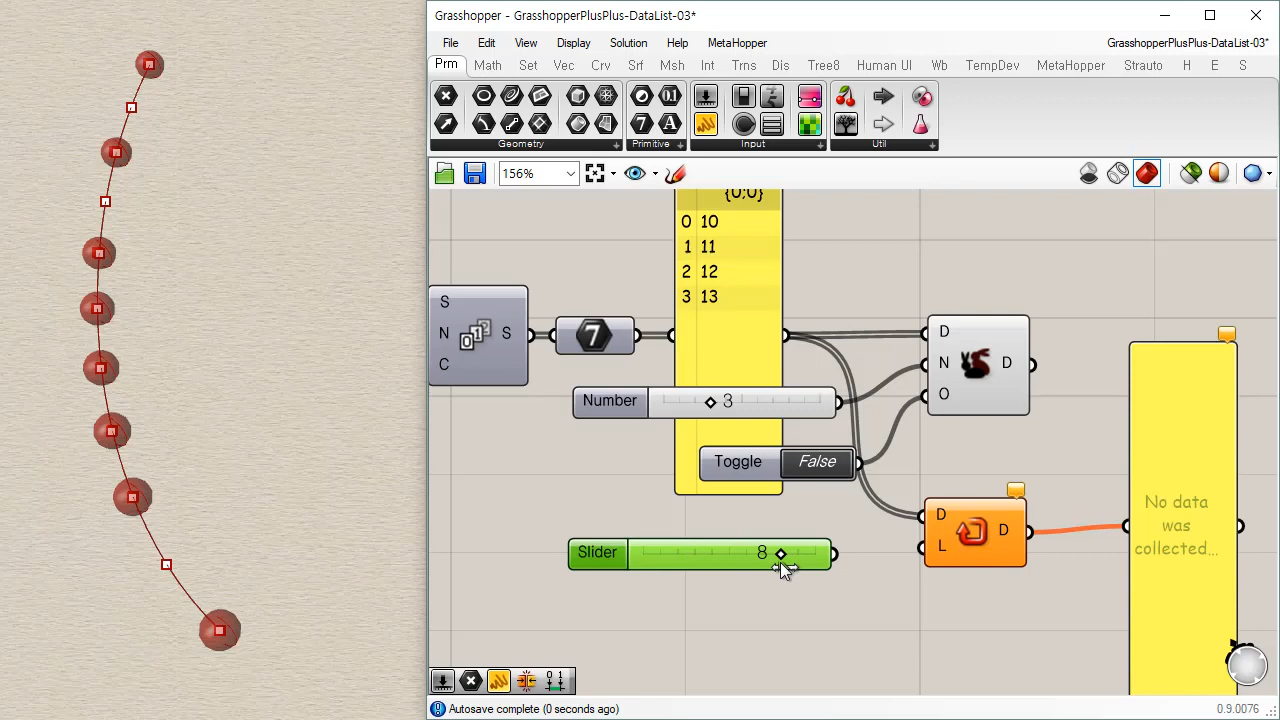 Grasshopper - GrasshopperPlusPlus-DataList-03*
File Edit View Display Solution Help MetaHopper GrasshopperPlusPlus-DataList-03*
Prm Math Set Vec Crv Srf Msh Int Trns Dis Tree8 Human UI Wb TempDev MetaHopper Strauto H E S
Geometry Primitive Input Util
156%
{0;0}
0 10
1 11
2 12
3 13
S
N S
C
7
Number 3
Toggle False
D
N D
O
Slider 8
D
L D
No data
was
collected...
Autosave complete (0 seconds ago) 0.9.0076